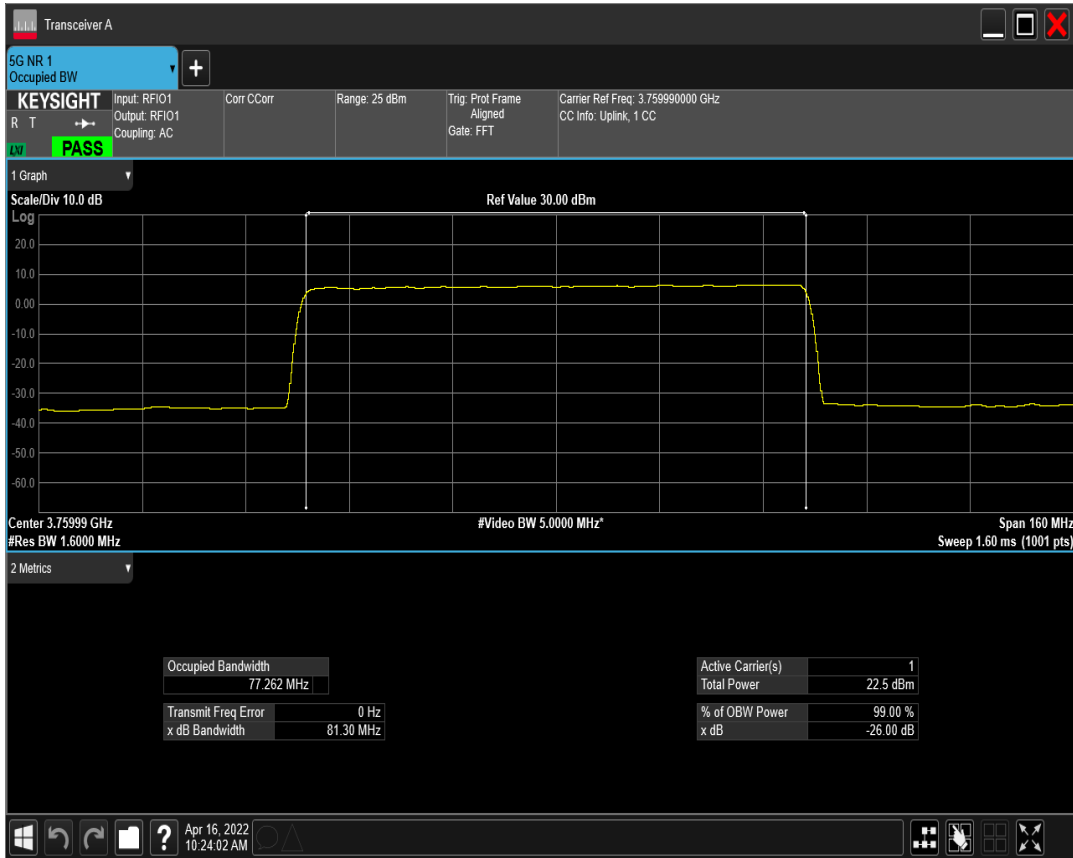 Transceiver A
5G NR 1
Occupied BW
+
KEYSIGHT
R T
LXI
PASS
Input: RFIO1
Output: RFIO1
Coupling: AC
Corr CCorr
Range: 25 dBm
Trig: Prot Frame
Aligned
Gate: FFT
Carrier Ref Freq: 3.759990000 GHz
CC Info: Uplink, 1 CC
1 Graph
Scale/Div 10.0 dB
Ref Value 30.00 dBm
Log
20.0
10.0
0.00
-10.0
-20.0
-30.0
-40.0
-50.0
-60.0
Center 3.75999 GHz
#Video BW 5.0000 MHz*
Span 160 MHz
#Res BW 1.6000 MHz
Sweep 1.60 ms (1001 pts)
2 Metrics
Occupied Bandwidth
77.262 MHz
Transmit Freq Error 0 Hz
x dB Bandwidth 81.30 MHz
Active Carrier(s) 1
Total Power 22.5 dBm
% of OBW Power 99.00 %
x dB -26.00 dB
?
Apr 16, 2022
10:24:02 AM